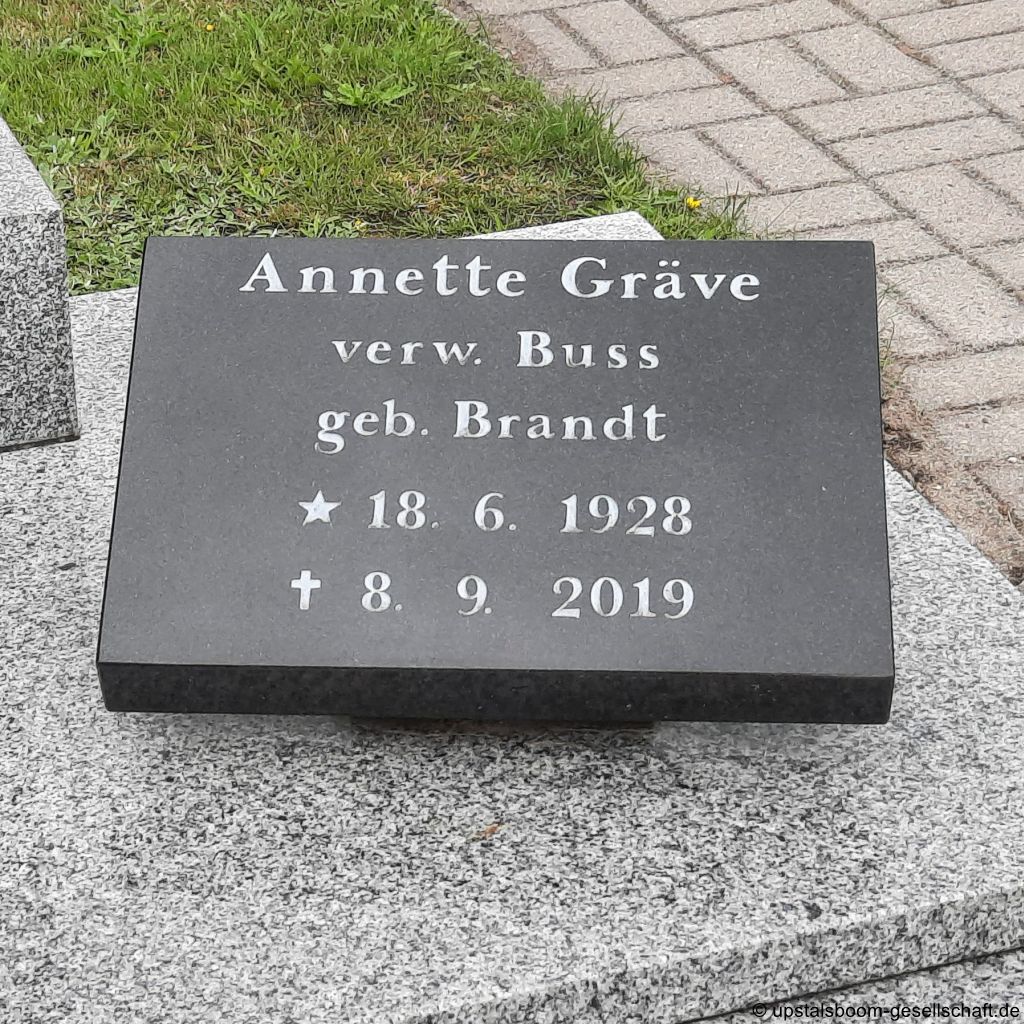 Annette Gräve
verw. Buss
geb. Brandt
★ 18. 6. 1928
✝ 8. 9. 2019
© upstalsboom-gesellschaft.de